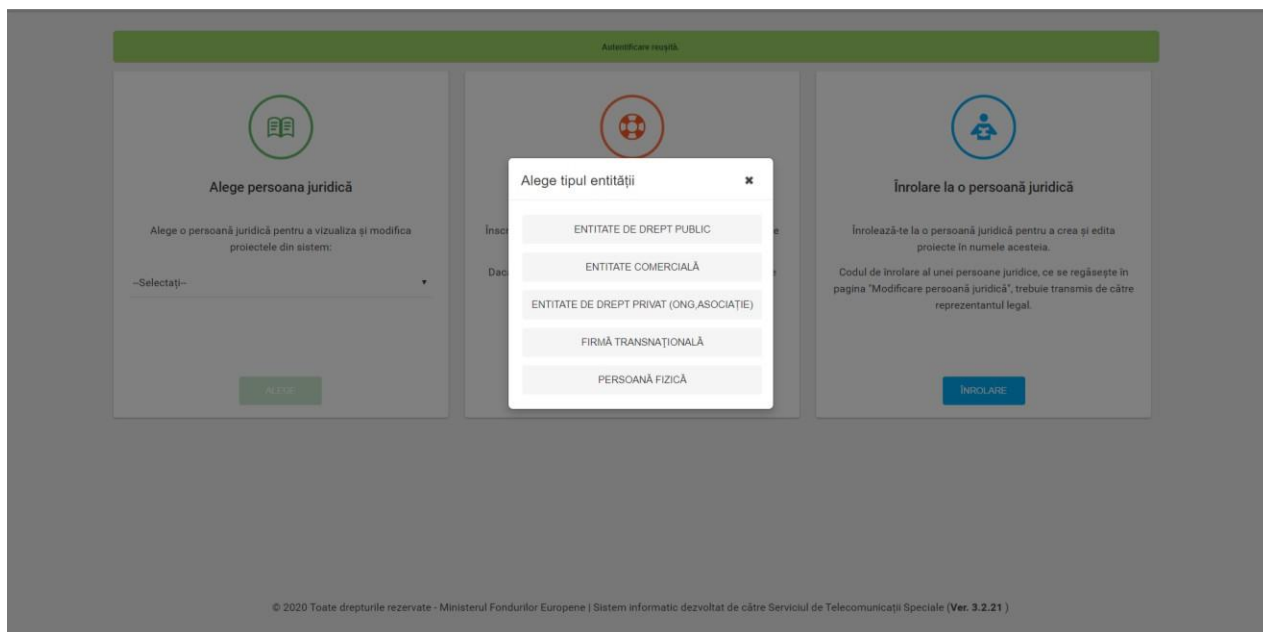 Autentificare reușită.
Alege persoana juridică
Alege o persoană juridică pentru a vizualiza și modifica
proiectele din sistem:
--Selectați--
ALEGE
Alege tipul entității
ENTITATE DE DREPT PUBLIC
ENTITATE COMERCIALĂ
ENTITATE DE DREPT PRIVAT (ONG,ASOCIAȚIE)
FIRMĂ TRANSNAȚIONALĂ
PERSOANĂ FIZICĂ
Înrolare la o persoană juridică
Înrolează-te la o persoană juridică pentru a crea și edita
proiecte în numele acesteia.
Codul de înrolare al unei persoane juridice, ce se regăsește în
pagina "Modificare persoană juridică", trebuie transmis de către
reprezentantul legal.
ÎNROLARE
© 2020 Toate drepturile rezervate - Ministerul Fondurilor Europene | Sistem informatic dezvoltat de către Serviciul de Telecomunicații Speciale (Ver. 3.2.21 )